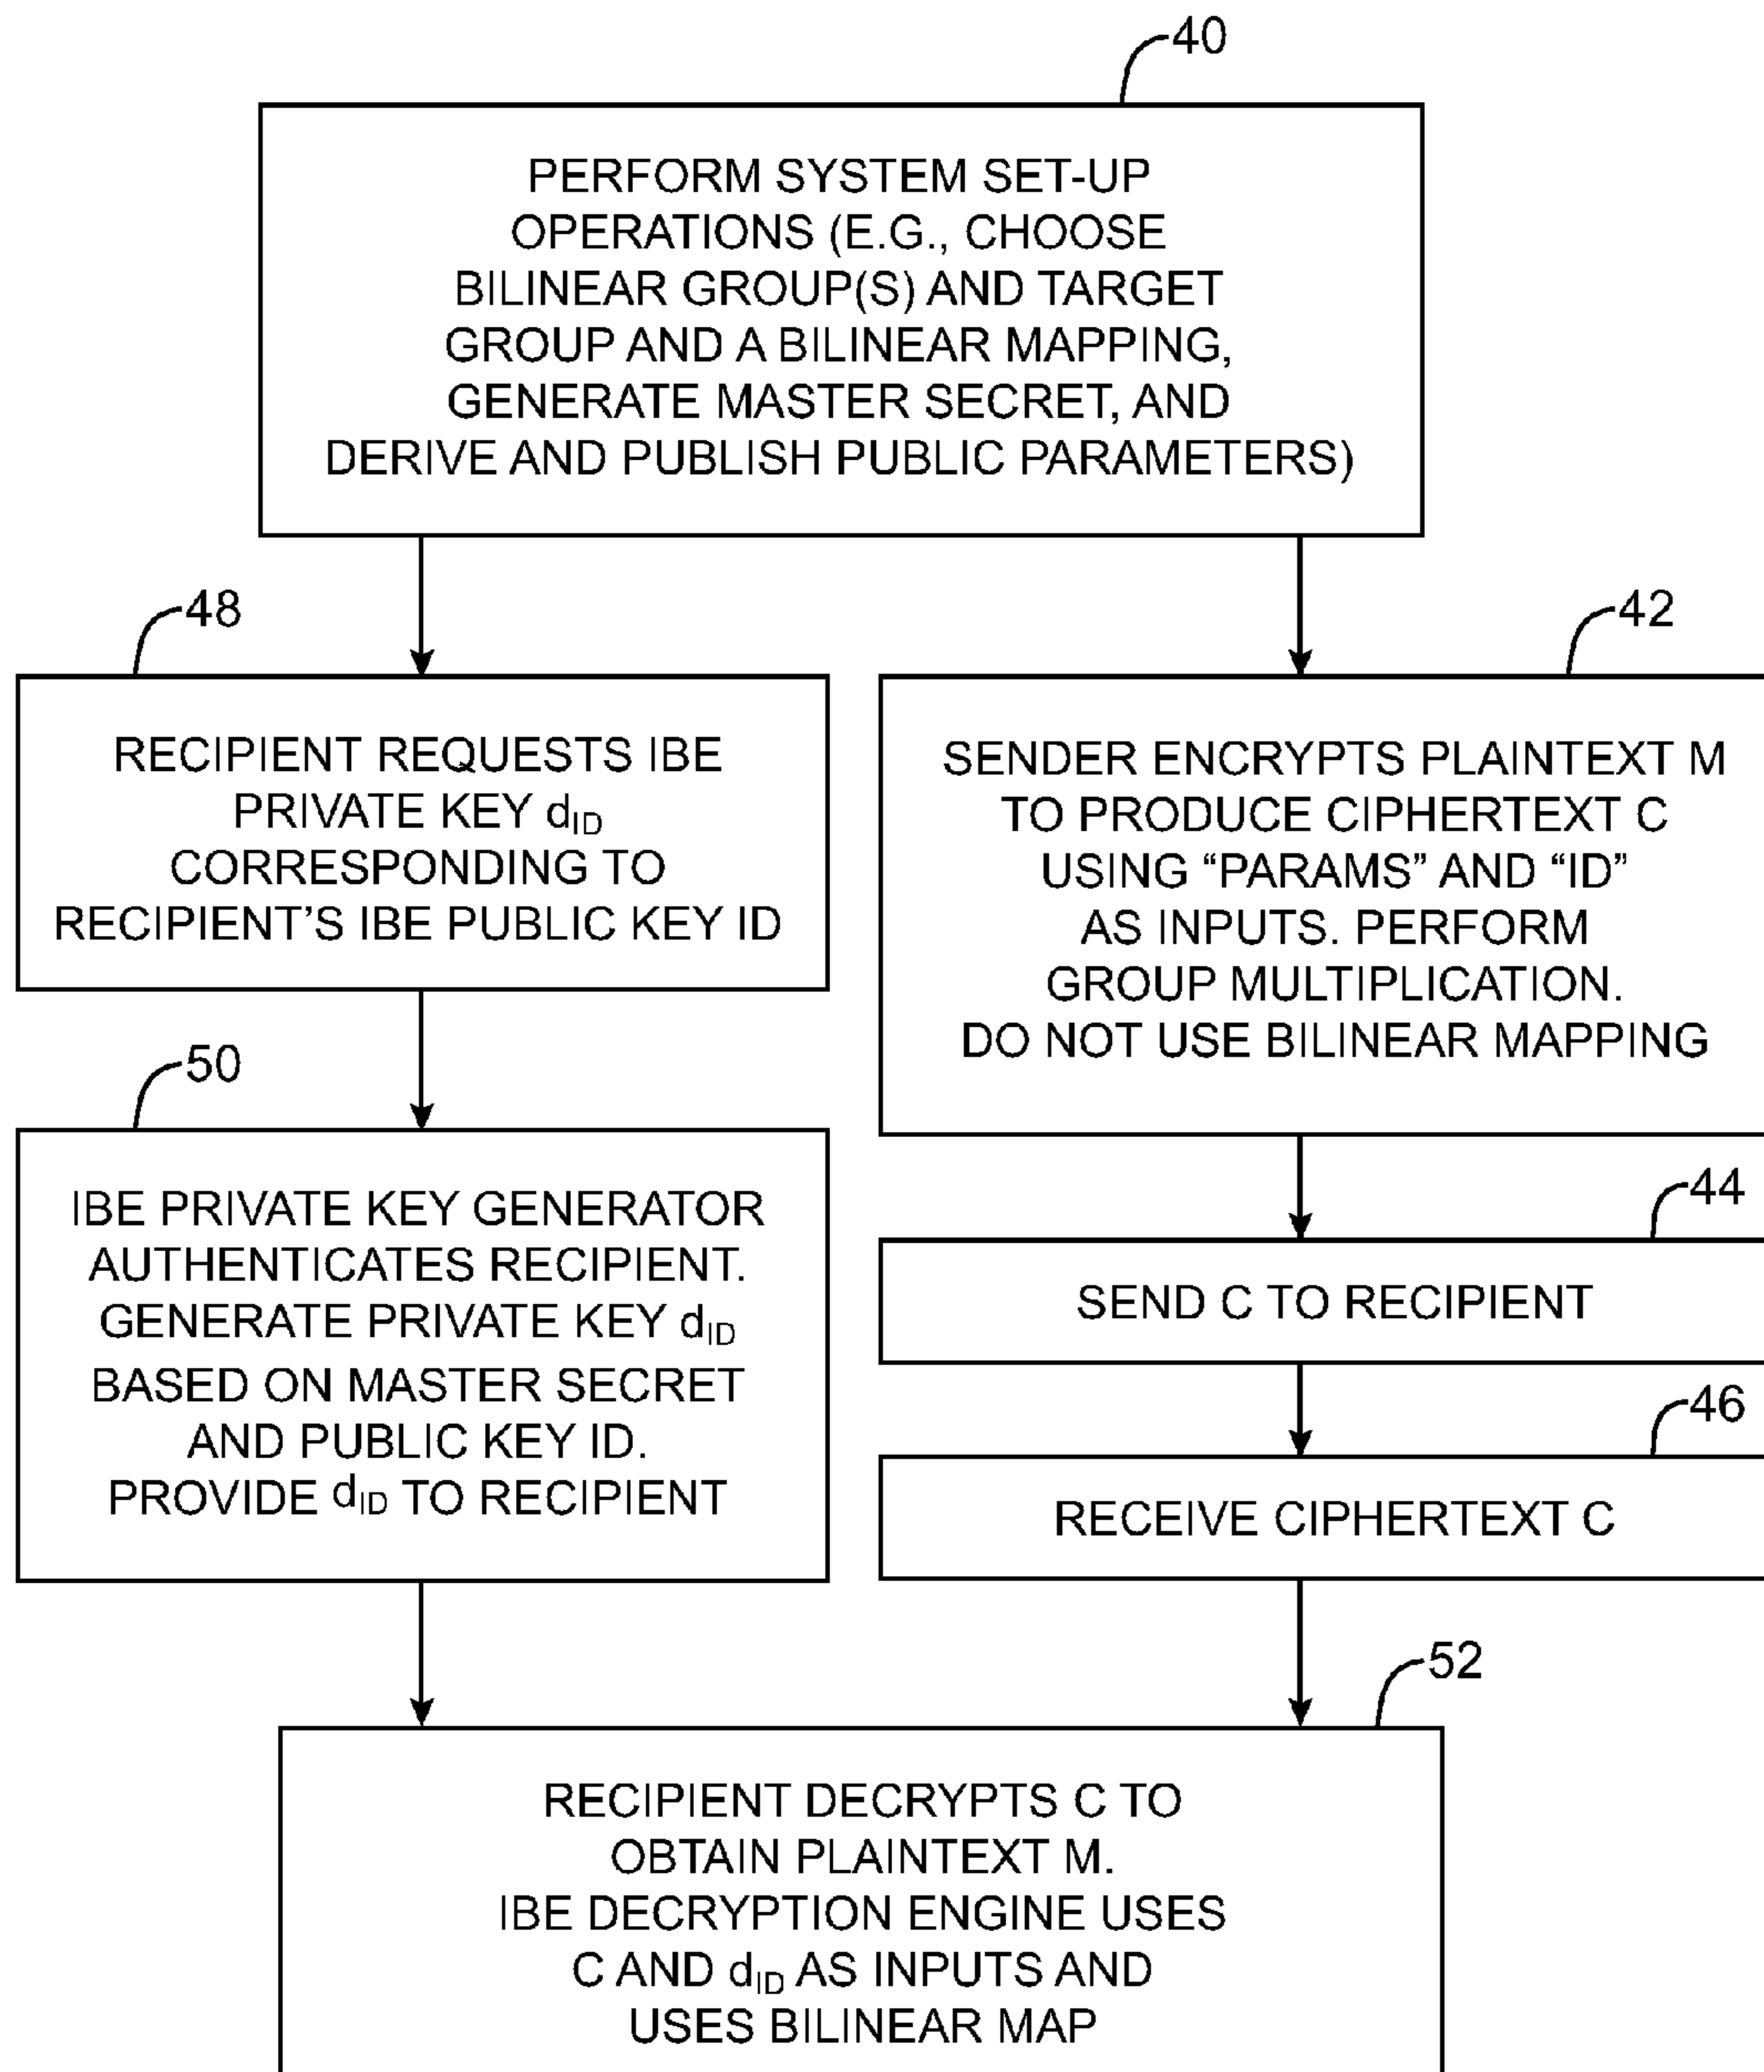 40
PERFORM SYSTEM SET-UP
OPERATIONS (E.G., CHOOSE
BILINEAR GROUP(S) AND TARGET
GROUP AND A BILINEAR MAPPING,
GENERATE MASTER SECRET, AND
DERIVE AND PUBLISH PUBLIC PARAMETERS)
48
RECIPIENT REQUESTS IBE
PRIVATE KEY dID
CORRESPONDING TO
RECIPIENT'S IBE PUBLIC KEY ID
50
IBE PRIVATE KEY GENERATOR
AUTHENTICATES RECIPIENT.
GENERATE PRIVATE KEY dID
BASED ON MASTER SECRET
AND PUBLIC KEY ID.
PROVIDE dID TO RECIPIENT
42
SENDER ENCRYPTS PLAINTEXT M
TO PRODUCE CIPHERTEXT C
USING “PARAMS” AND “ID”
AS INPUTS. PERFORM
GROUP MULTIPLICATION.
DO NOT USE BILINEAR MAPPING
44
SEND C TO RECIPIENT
46
RECEIVE CIPHERTEXT C
52
RECIPIENT DECRYPTS C TO
OBTAIN PLAINTEXT M.
IBE DECRYPTION ENGINE USES
C AND dID AS INPUTS AND
USES BILINEAR MAP